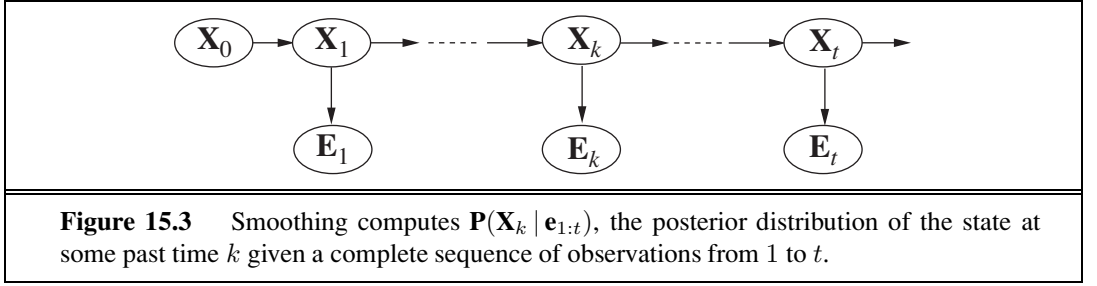 X₀ X₁ Xₖ Xₜ
E₁ Eₖ Eₜ
Figure 15.3 Smoothing computes P(Xₖ | e₁:ₜ), the posterior distribution of the state at
some past time k given a complete sequence of observations from 1 to t.